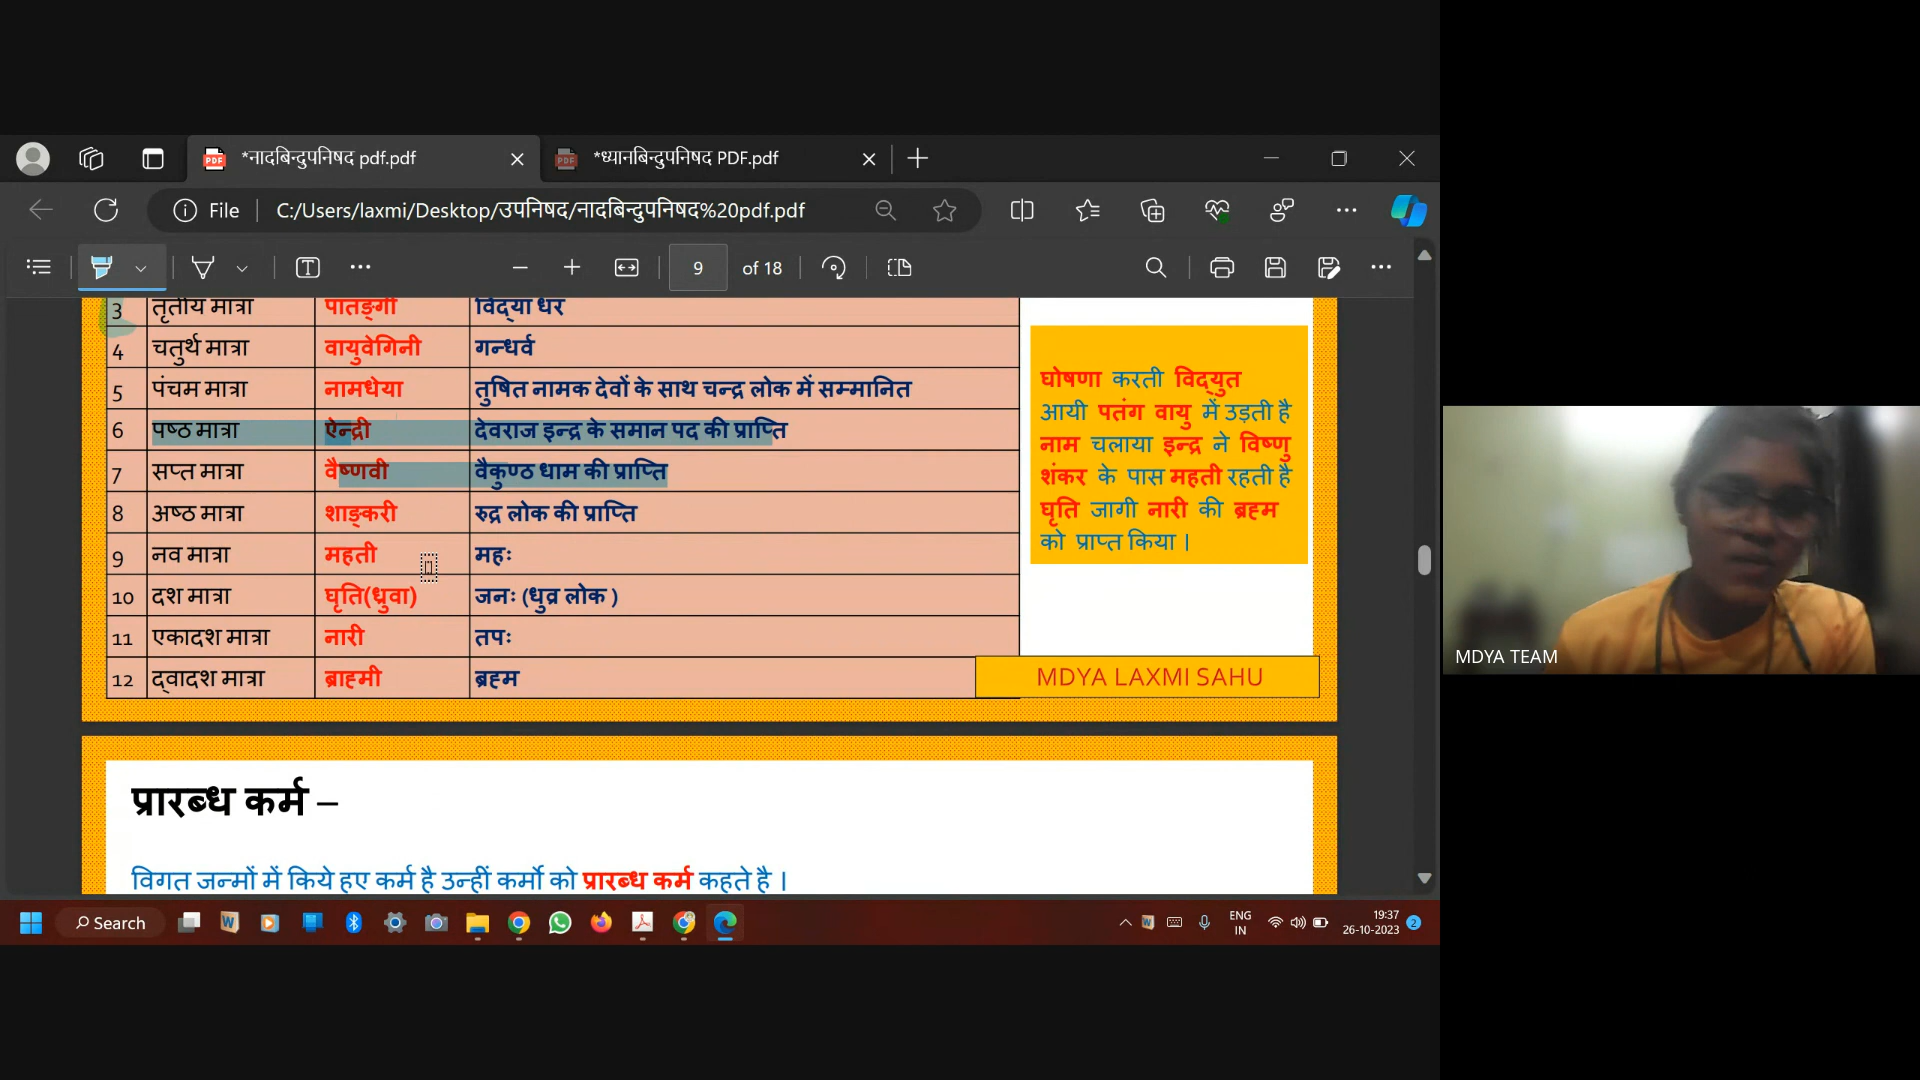 *नादबिन्दुपनिषद pdf.pdf
*ध्यानबिन्दुपनिषद PDF.pdf
File
C:/Users/laxmi/Desktop/उपनिषद/नादबिन्दुपनिषद%20pdf.pdf
9 of 18
3 तृतीय मात्रा पातङ्गी विद्या धर
4 चतुर्थ मात्रा वायुवेगिनी गन्धर्व
5 पंचम मात्रा नामधेया तुषित नामक देवों के साथ चन्द्र लोक में सम्मानित
6 षष्ठ मात्रा ऐन्द्री देवराज इन्द्र के समान पद की प्राप्ति
7 सप्त मात्रा वैष्णवी वैकुण्ठ धाम की प्राप्ति
8 अष्ठ मात्रा शाङ्करी रुद्र लोक की प्राप्ति
9 नव मात्रा महती महः
10 दश मात्रा घृति(ध्रुवा) जनः (धुव्र लोक )
11 एकादश मात्रा नारी तपः
12 द्वादश मात्रा ब्राह्मी ब्रह्म
घोषणा करती विद्युत
आयी पतंग वायु में उड़ती है
नाम चलाया इन्द्र ने विष्णु
शंकर के पास महती रहती है
घृति जागी नारी की ब्रह्म
को प्राप्त किया |
MDYA LAXMI SAHU
प्रारब्ध कर्म –
विगत जन्मों में किये हुए कर्म है उन्हीं कर्मो को प्रारब्ध कर्म कहते है |
MDYA TEAM
Search
ENG
IN
19:37
26-10-2023
2